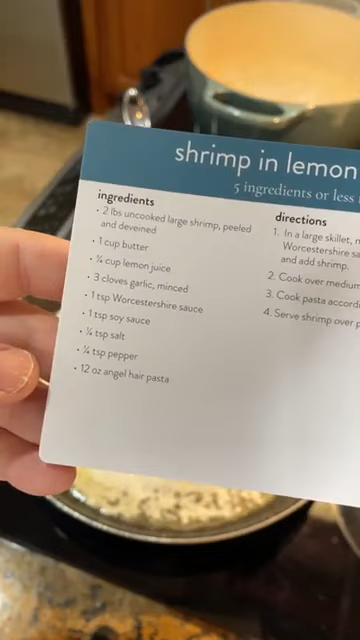 shrimp in lemon
5 ingredients or less
ingredients
• 2 lbs uncooked large shrimp, peeled
and deveined
• 1 cup butter
• ¼ cup lemon juice
• 3 cloves garlic, minced
• 1 tsp Worcestershire sauce
• 1 tsp soy sauce
• ¼ tsp salt
• ¼ tsp pepper
• 12 oz angel hair pasta
directions
1. In a large skillet, m
Worcestershire sa
and add shrimp.
2. Cook over medium
3. Cook pasta accordi
4. Serve shrimp over p